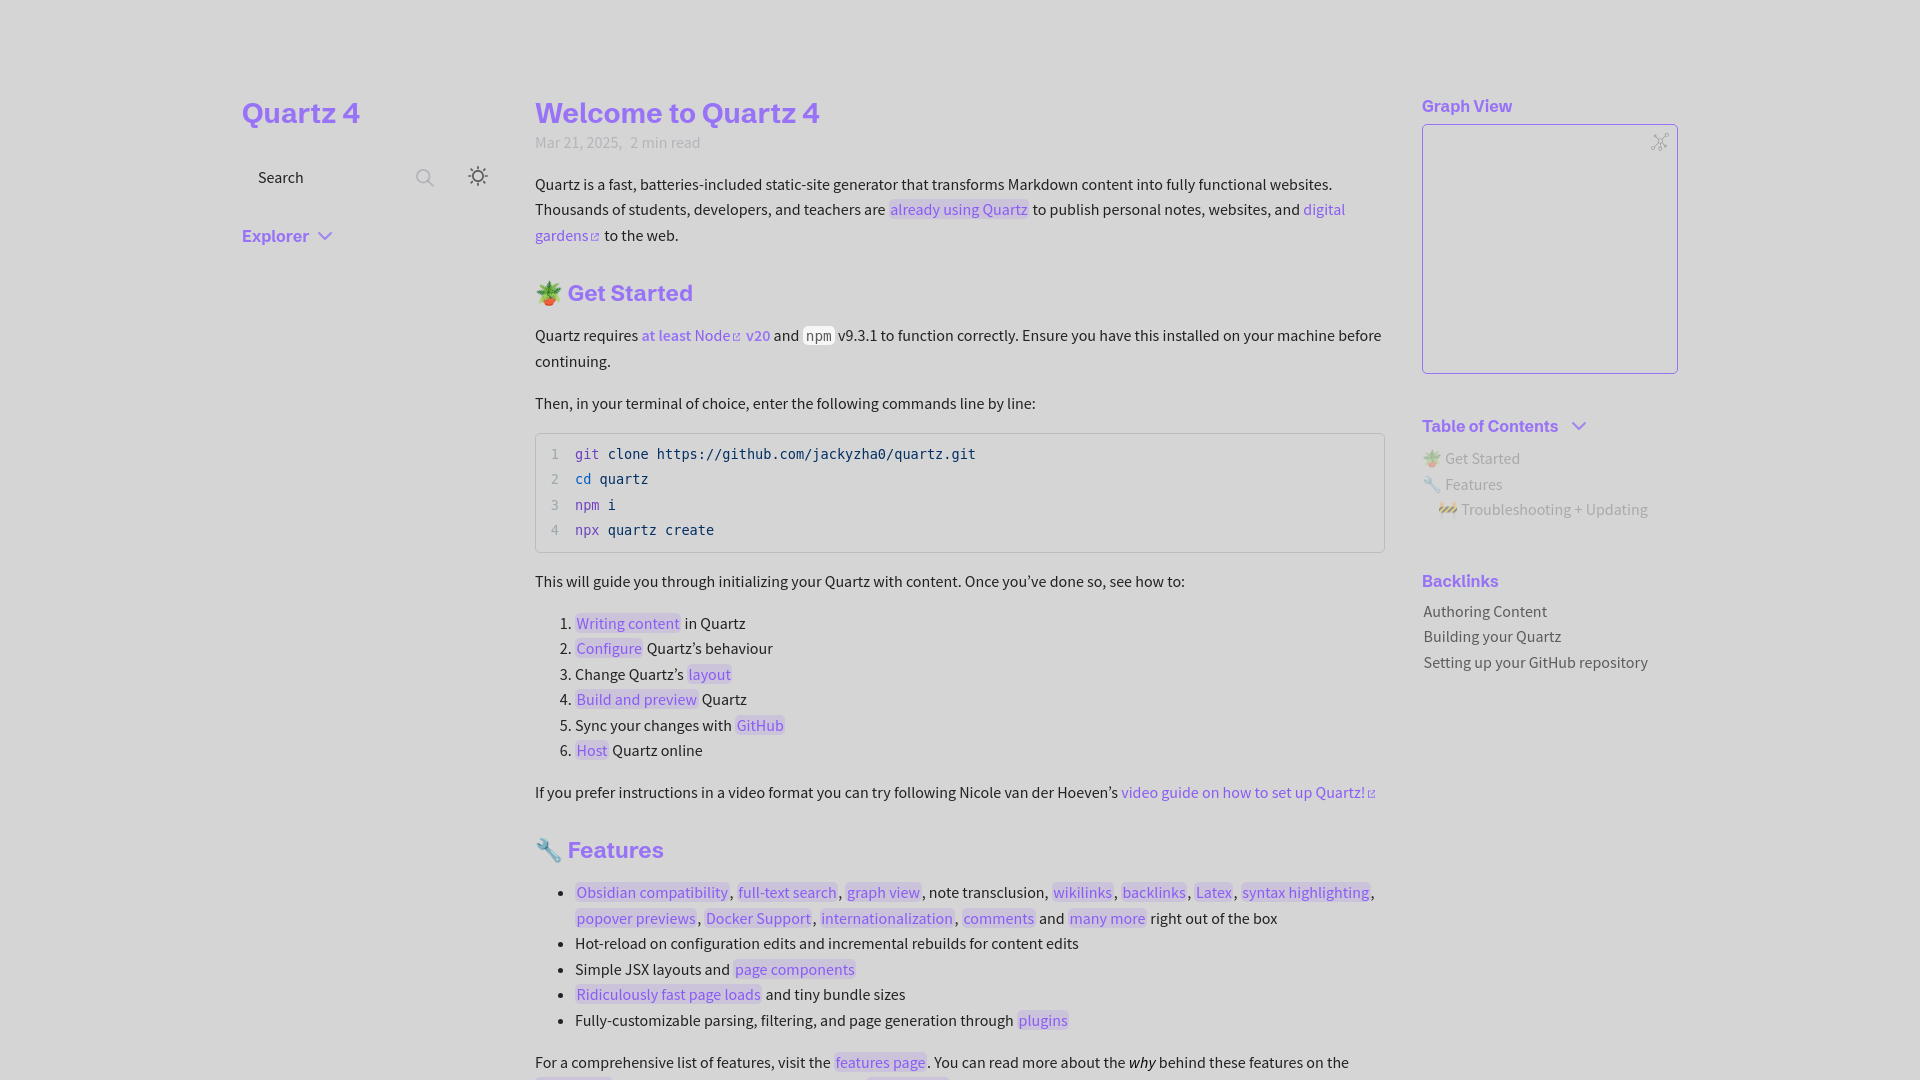 Quartz 4
Search
Explorer
Welcome to Quartz 4
Mar 21, 2025, 2 min read
Quartz is a fast, batteries-included static-site generator that transforms Markdown content into fully functional websites.
Thousands of students, developers, and teachers are already using Quartz to publish personal notes, websites, and digital
gardens to the web.
🪴 Get Started
Quartz requires at least Node v20 and npm v9.3.1 to function correctly. Ensure you have this installed on your machine before
continuing.
Then, in your terminal of choice, enter the following commands line by line:
1 git clone https://github.com/jackyzha0/quartz.git
2 cd quartz
3 npm i
4 npx quartz create
This will guide you through initializing your Quartz with content. Once you’ve done so, see how to:
1. Writing content in Quartz
2. Configure Quartz’s behaviour
3. Change Quartz’s layout
4. Build and preview Quartz
5. Sync your changes with GitHub
6. Host Quartz online
If you prefer instructions in a video format you can try following Nicole van der Hoeven’s video guide on how to set up Quartz!
🔧 Features
• Obsidian compatibility, full-text search, graph view, note transclusion, wikilinks, backlinks, Latex, syntax highlighting,
popover previews, Docker Support, internationalization, comments and many more right out of the box
• Hot-reload on configuration edits and incremental rebuilds for content edits
• Simple JSX layouts and page components
• Ridiculously fast page loads and tiny bundle sizes
• Fully-customizable parsing, filtering, and page generation through plugins
For a comprehensive list of features, visit the features page. You can read more about the why behind these features on the
Graph View
Table of Contents
🪴 Get Started
🔧 Features
🚧 Troubleshooting + Updating
Backlinks
Authoring Content
Building your Quartz
Setting up your GitHub repository